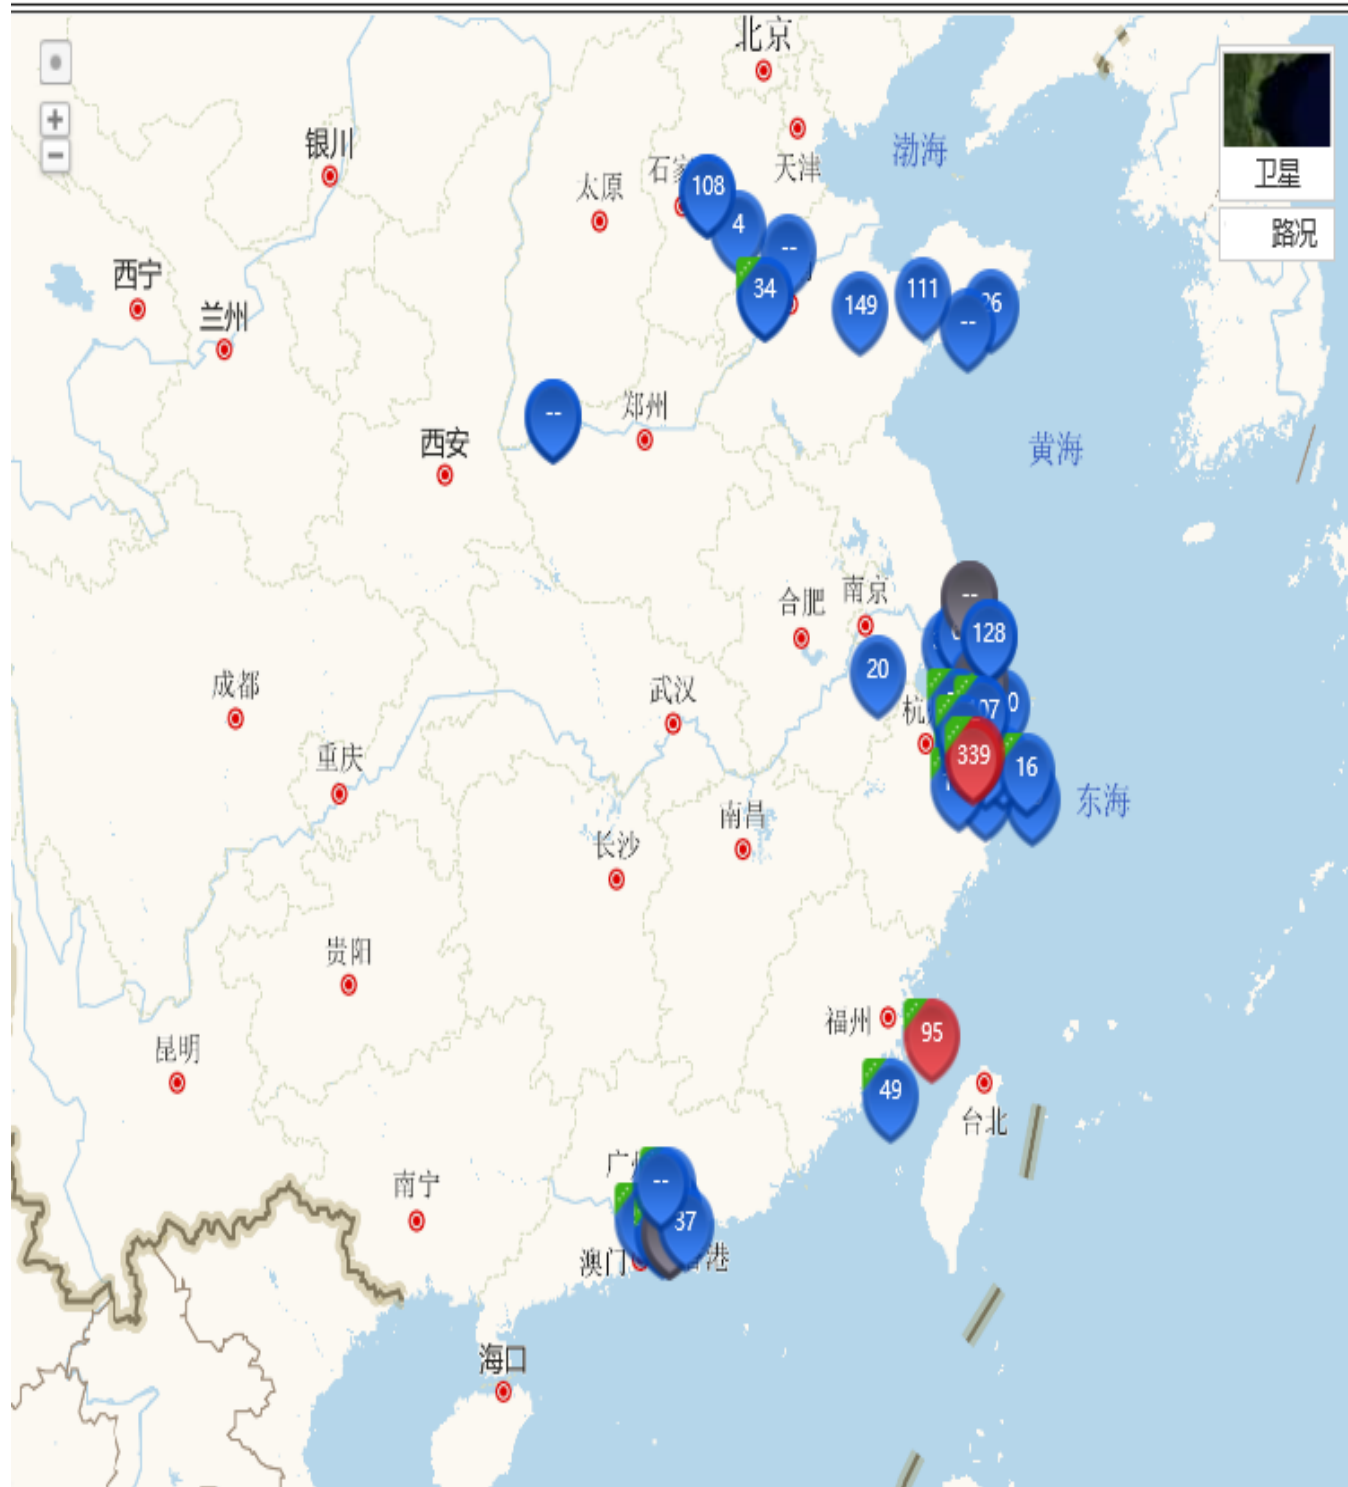 北京
渤海
卫星
路况
银川
天津
太原
108
4
--
34
西宁
兰州
149
111
26
--
--
郑州
西安
黄海
合肥
南京
--
128
20
成都
武汉
107
重庆
339
16
东海
南昌
长沙
贵阳
福州
95
昆明
49
台北
南宁
--
37
澳门
海口